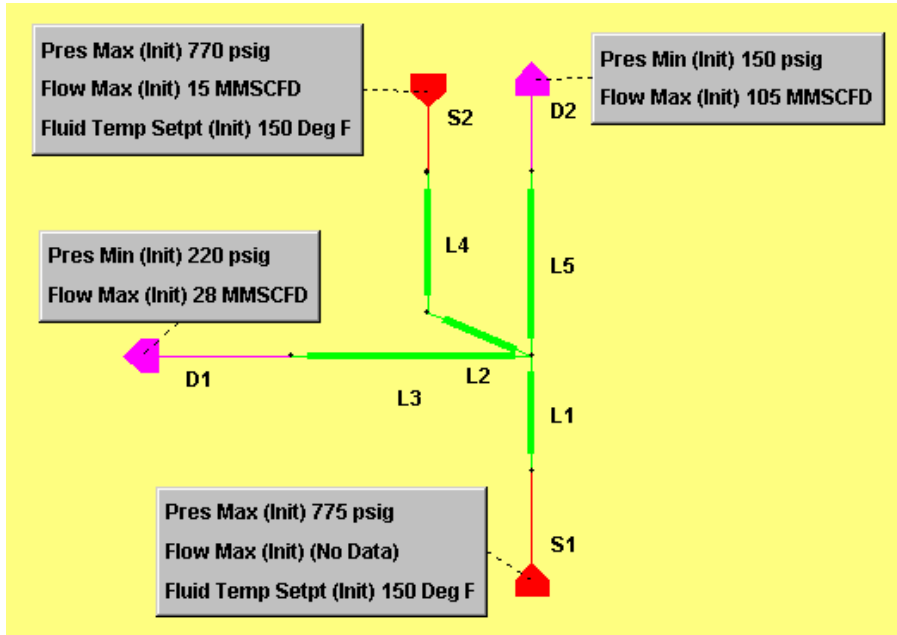 Pres Max (Init) 770 psig
Flow Max (Init) 15 MMSCFD
Fluid Temp Setpt (Init) 150 Deg F
S2
D2
Pres Min (Init) 150 psig
Flow Max (Init) 105 MMSCFD
L4
L5
Pres Min (Init) 220 psig
Flow Max (Init) 28 MMSCFD
D1
L3
L2
L1
Pres Max (Init) 775 psig
Flow Max (Init) (No Data)
Fluid Temp Setpt (Init) 150 Deg F
S1